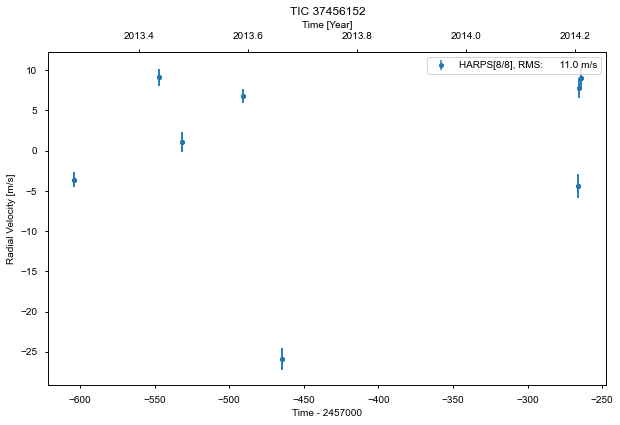 TIC 37456152
Time [Year]
2013.4 2013.6 2013.8 2014.0 2014.2
HARPS[8/8], RMS: 11.0 m/s
10
5
0
−5
−10
−15
−20
−25
Radial Velocity [m/s]
−600 −550 −500 −450 −400 −350 −300 −250
Time - 2457000